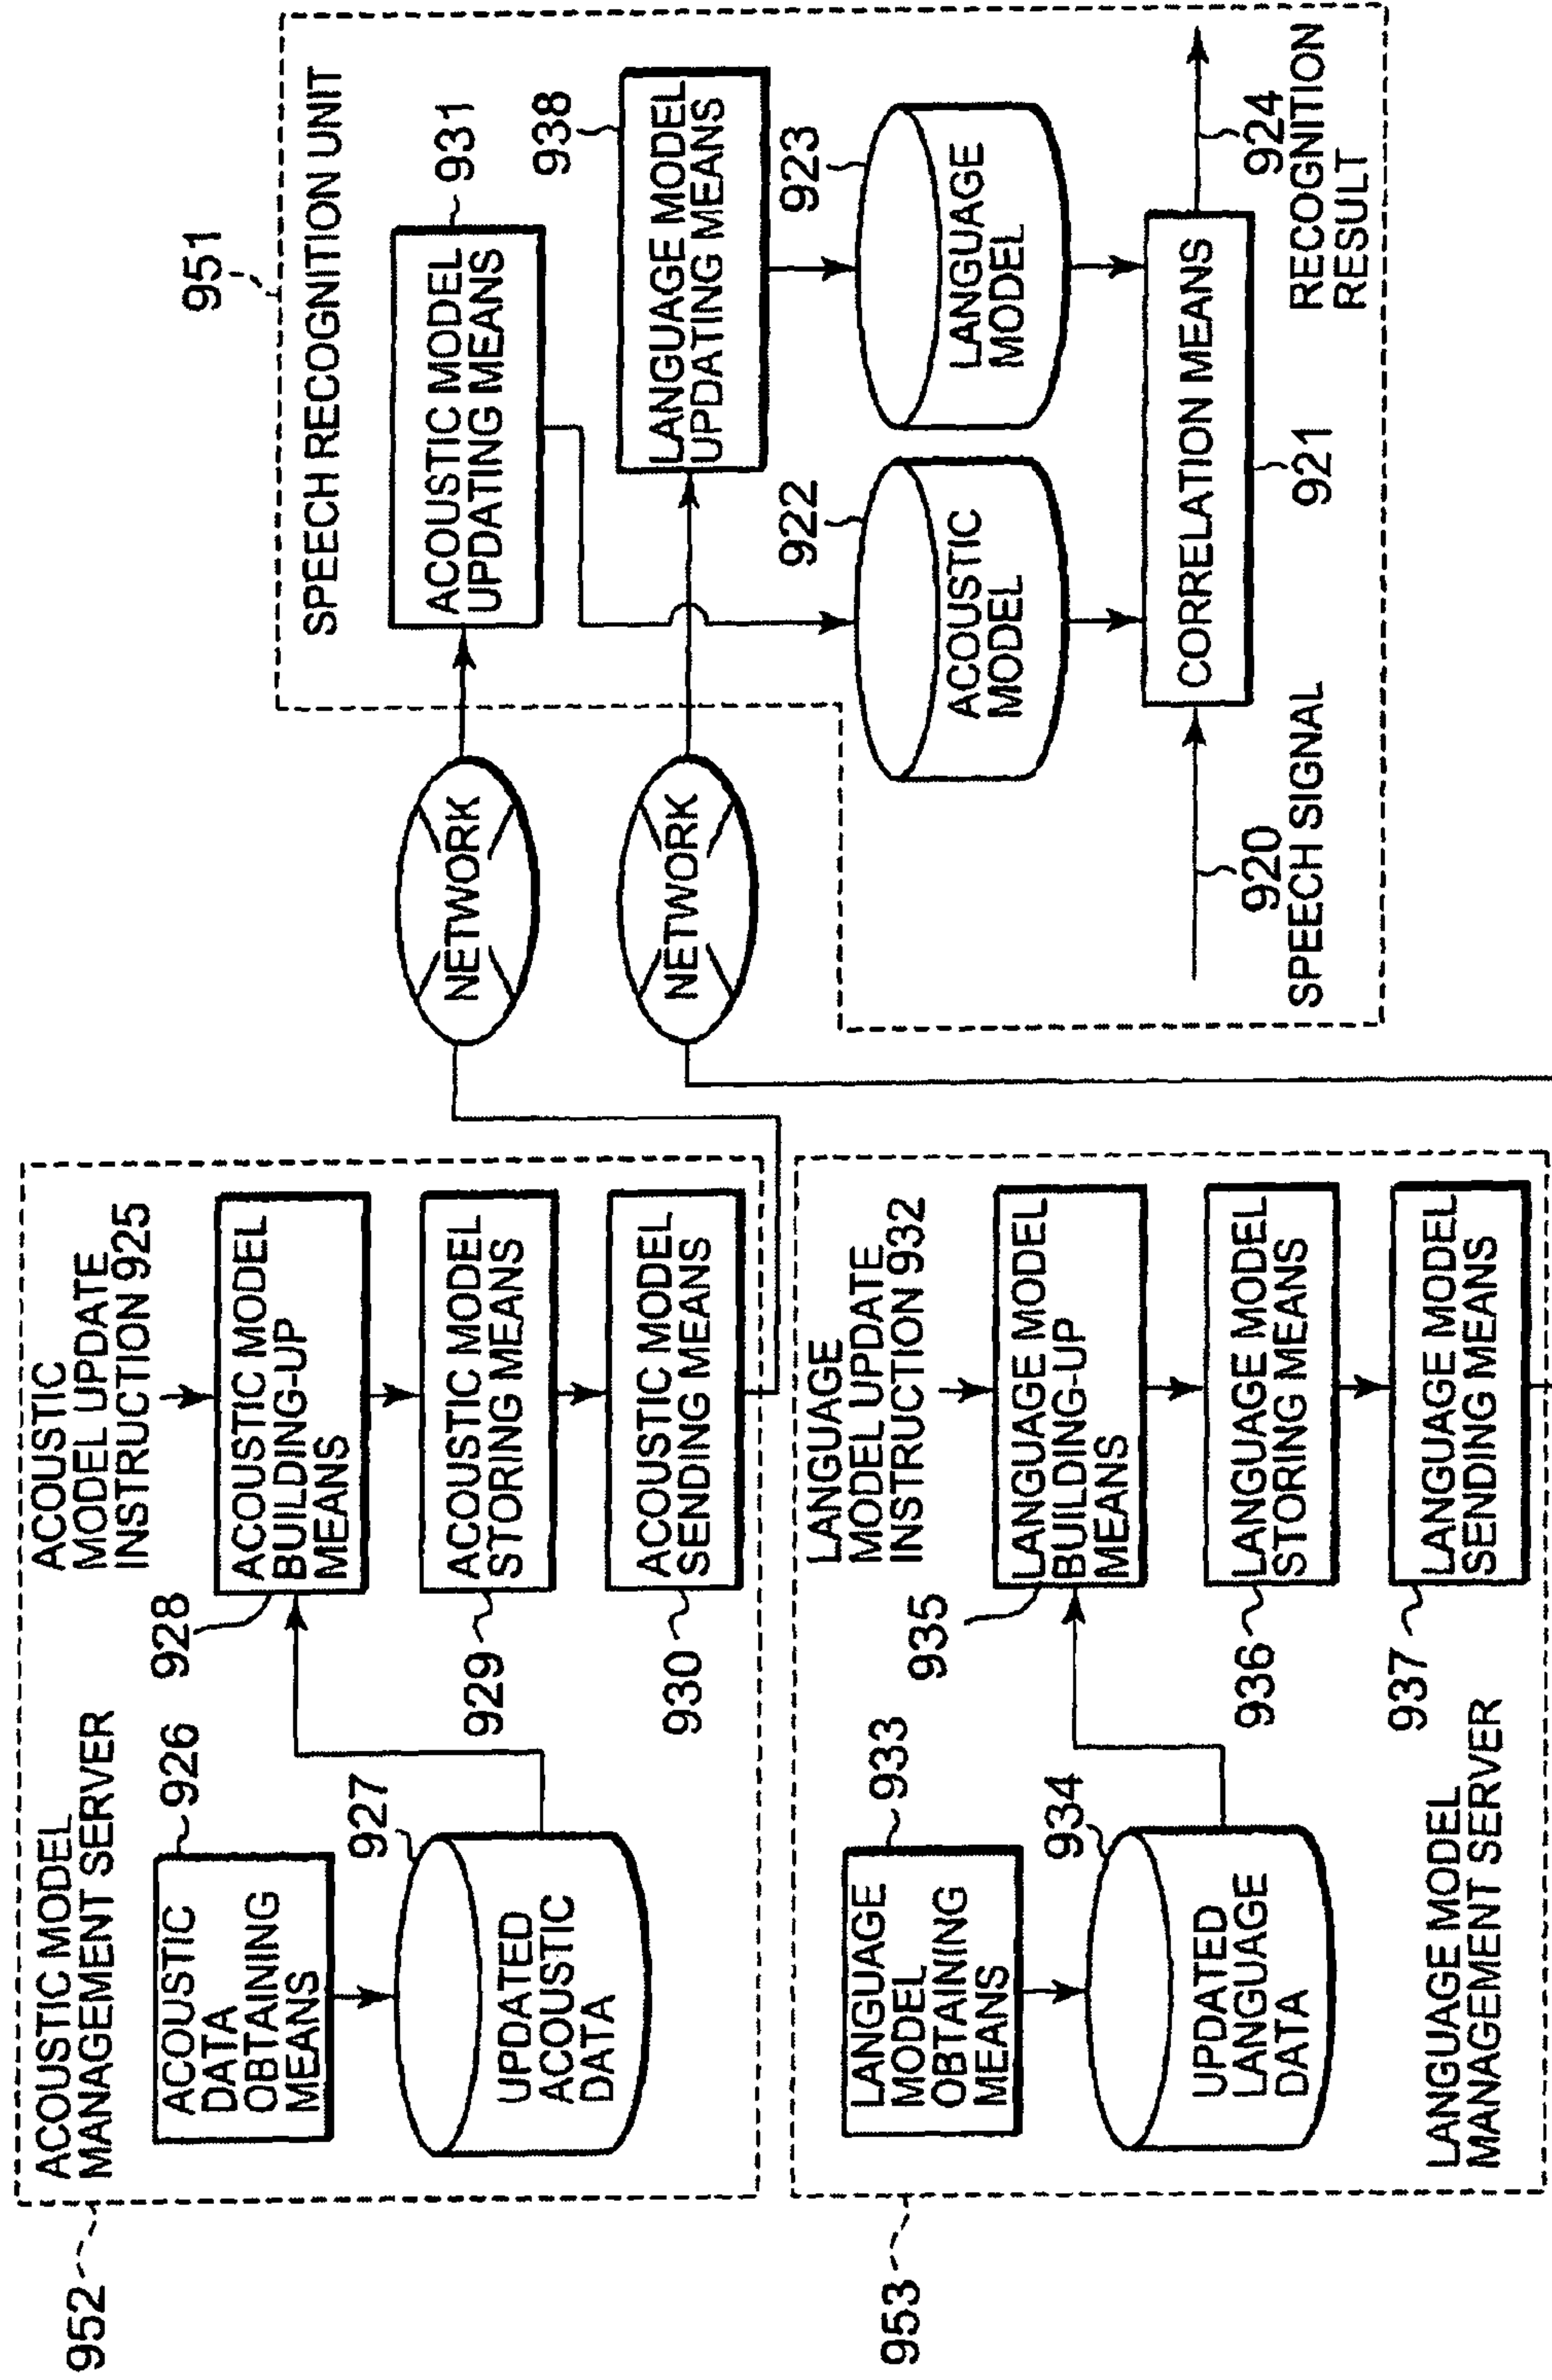 952
ACOUSTIC MODEL
MANAGEMENT SERVER
926
ACOUSTIC
DATA
OBTAINING
MEANS
927
UPDATED
ACOUSTIC
DATA
ACOUSTIC
MODEL UPDATE
INSTRUCTION 925
928
ACOUSTIC MODEL
BUILDING-UP
MEANS
929
ACOUSTIC MODEL
STORING MEANS
930
ACOUSTIC MODEL
SENDING MEANS
953
933
LANGUAGE
MODEL
OBTAINING
MEANS
934
UPDATED
LANGUAGE
DATA
LANGUAGE MODEL
MANAGEMENT SERVER
LANGUAGE
MODEL UPDATE
INSTRUCTION 932
935
LANGUAGE MODEL
BUILDING-UP
MEANS
936
LANGUAGE MODEL
STORING MEANS
937
LANGUAGE MODEL
SENDING MEANS
NETWORK
NETWORK
951
SPEECH RECOGNITION UNIT
931
ACOUSTIC MODEL
UPDATING MEANS
938
LANGUAGE MODEL
UPDATING MEANS
922
ACOUSTIC
MODEL
923
LANGUAGE
MODEL
CORRELATION MEANS
921
920
SPEECH SIGNAL
924
RECOGNITION
RESULT